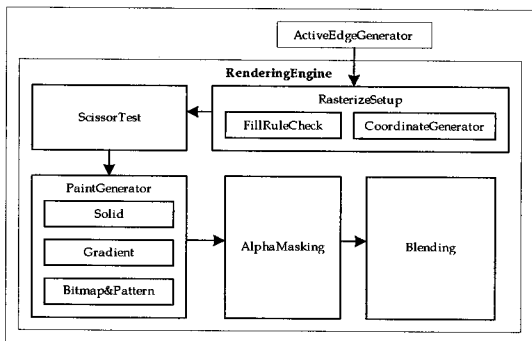 ActiveEdgeGenerator
RenderingEngine
RasterizeSetup
FillRuleCheck
CoordinateGenerator
ScissorTest
PaintGenerator
Solid
Gradient
Bitmap&Pattern
AlphaMasking
Blending